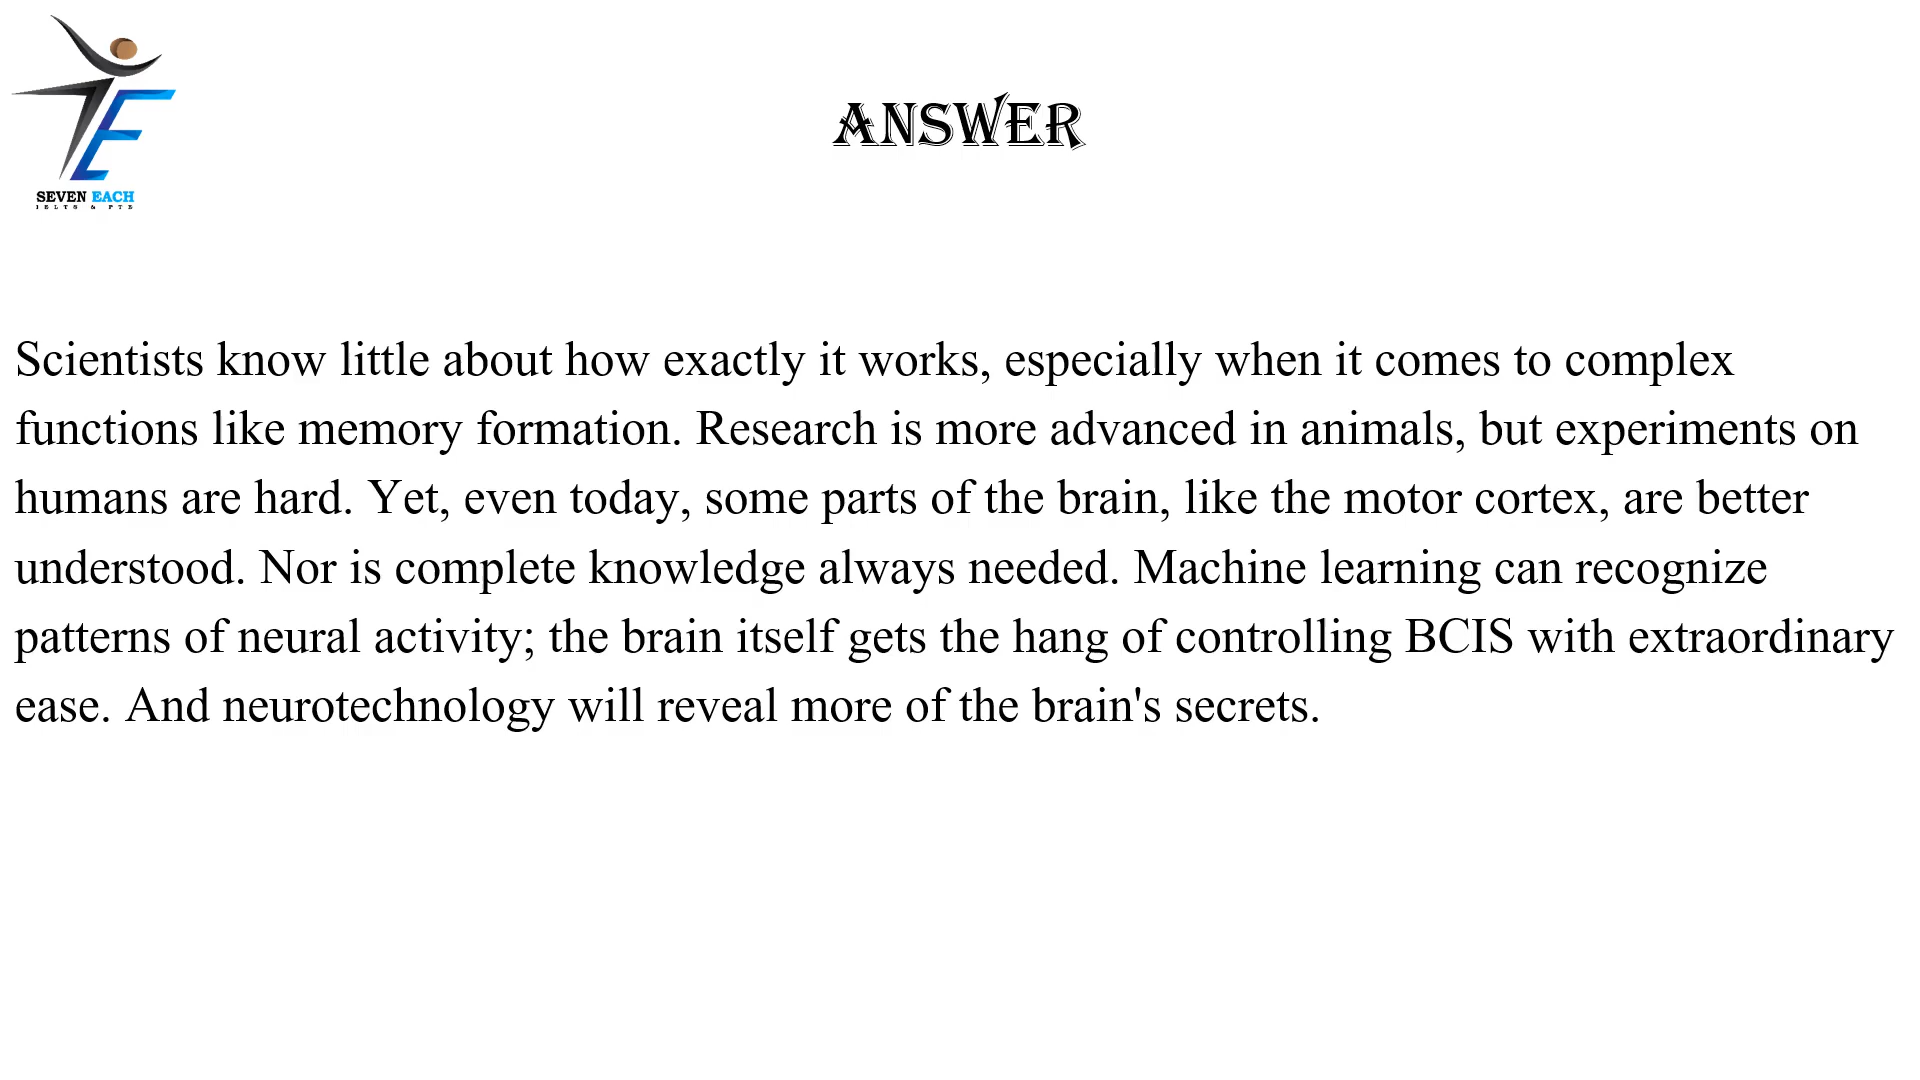 ANSWER
SEVEN EACH
IELTS & PTE
Scientists know little about how exactly it works, especially when it comes to complex
functions like memory formation. Research is more advanced in animals, but experiments on
humans are hard. Yet, even today, some parts of the brain, like the motor cortex, are better
understood. Nor is complete knowledge always needed. Machine learning can recognize
patterns of neural activity; the brain itself gets the hang of controlling BCIS with extraordinary
ease. And neurotechnology will reveal more of the brain's secrets.